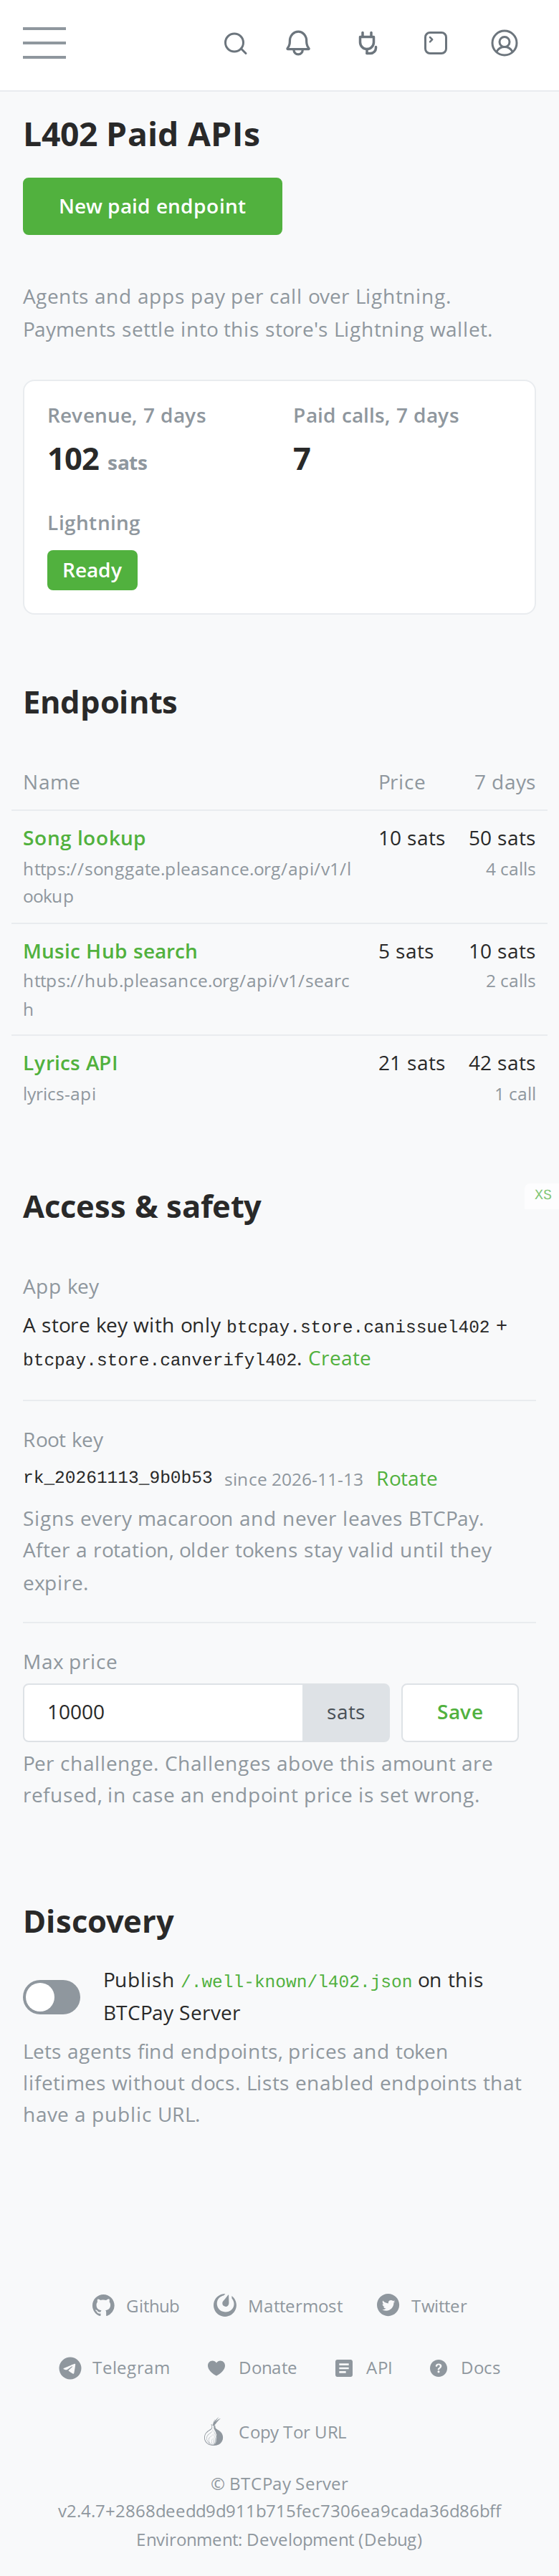 L402 Paid APIs
New paid endpoint
Agents and apps pay per call over Lightning.
Payments settle into this store's Lightning wallet.
Revenue, 7 days
Paid calls, 7 days
102 sats
7
Lightning
Ready
Endpoints
Name Price 7 days
Song lookup 10 sats 50 sats
https://songgate.pleasance.org/api/v1/l 4 calls
ookup
Music Hub search 5 sats 10 sats
https://hub.pleasance.org/api/v1/searc 2 calls
h
Lyrics API 21 sats 42 sats
lyrics-api 1 call
XS
Access & safety
App key
A store key with only btcpay.store.canissuel402 +
btcpay.store.canverifyl402. Create
Root key
rk_20261113_9b0b53 since 2026-11-13 Rotate
Signs every macaroon and never leaves BTCPay.
After a rotation, older tokens stay valid until they
expire.
Max price
10000 sats Save
Per challenge. Challenges above this amount are
refused, in case an endpoint price is set wrong.
Discovery
Publish /.well-known/l402.json on this
BTCPay Server
Lets agents find endpoints, prices and token
lifetimes without docs. Lists enabled endpoints that
have a public URL.
Github Mattermost Twitter
Telegram Donate API Docs
Copy Tor URL
© BTCPay Server
v2.4.7+2868deedd9d911b715fec7306ea9cada36d86bff
Environment: Development (Debug)